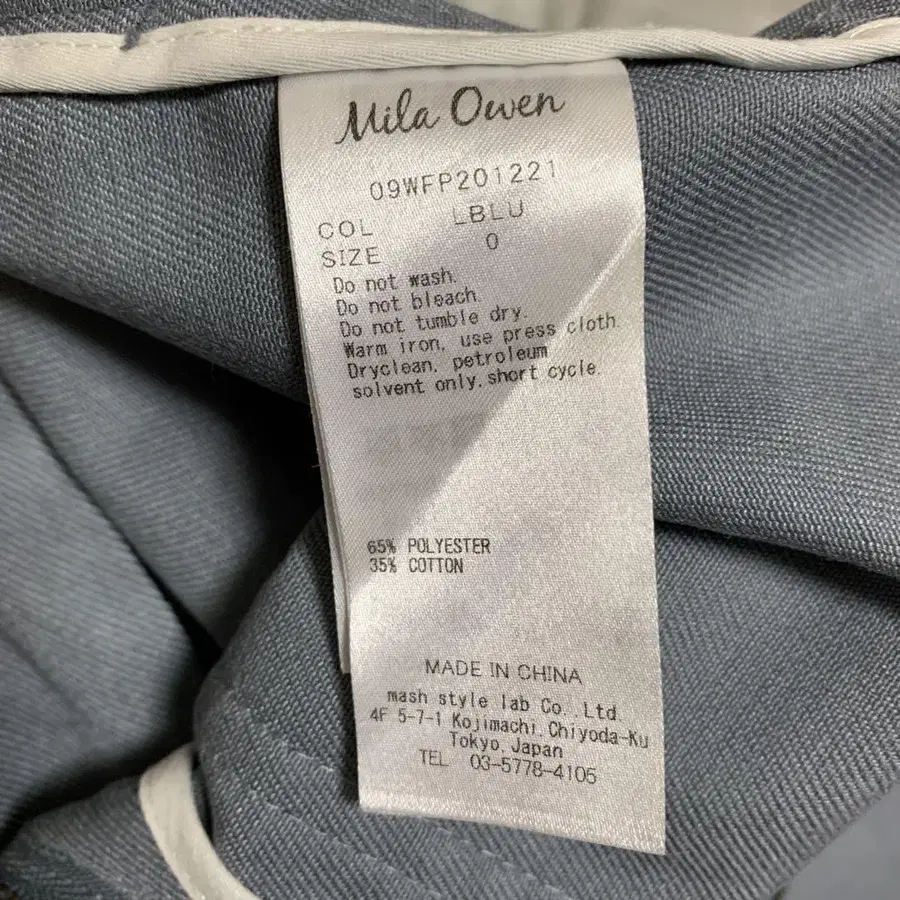 Mila Owen
09WFP201221
COL LBLU
SIZE 0
Do not wash.
Do not bleach.
Do not tumble dry.
Warm iron, use press cloth.
Dryclean, petroleum
solvent only, short cycle.
65% POLYESTER
35% COTTON
MADE IN CHINA
mash style lab Co., Ltd.
4F 5-7-1 Kojimachi, Chiyoda-Ku
Tokyo, Japan
TEL 03-5778-4105